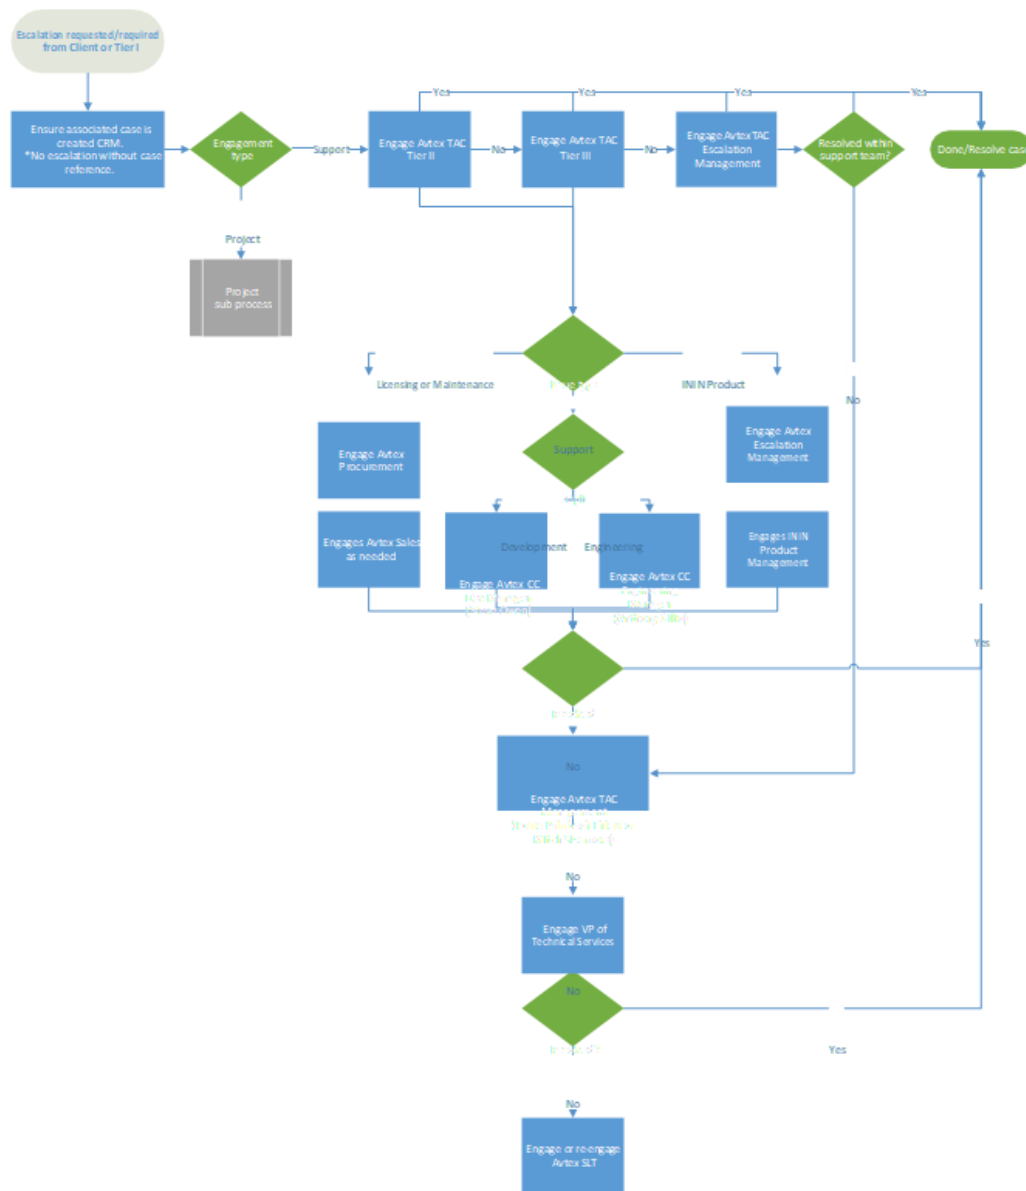 Escalation requested/required
from Client or Tier I
Yes
Yes
Yes
Yes
Ensure associated case is
created CRM.
*No escalation without case
reference.
Engagement
type
Support
Engage Avtex TAC
Tier II
No
Engage Avtex TAC
Tier III
No
Engage Avtex TAC
Escalation
Management
Resolved within
support team?
Done/Resolve case
Project
Project
sub process
Licensing or Maintenance
ININ Product
No
Engage Avtex
Procurement
Support
Engage Avtex
Escalation
Management
Engages Avtex Sales
as needed
Development
Engineering
Engages ININ
Product
Management
Engage Avtex CC
Engage Avtex CC
Yes
No
Engage Avtex TAC
Management
No
Engage VP of
Technical Services
No
Yes
No
Engage or re-engage
Avtex SLT